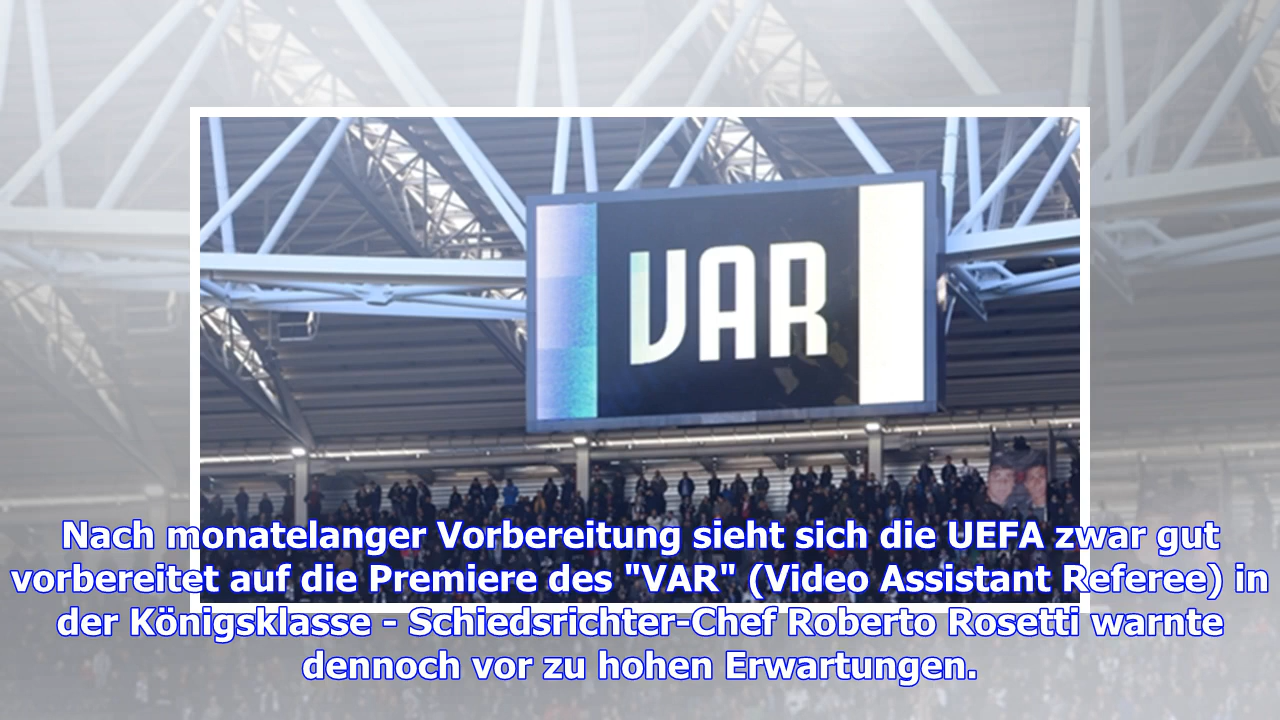 VAR
Nach monatelanger Vorbereitung sieht sich die UEFA zwar gut
vorbereitet auf die Premiere des "VAR" (Video Assistant Referee) in
der Königsklasse - Schiedsrichter-Chef Roberto Rosetti warnte
dennoch vor zu hohen Erwartungen.